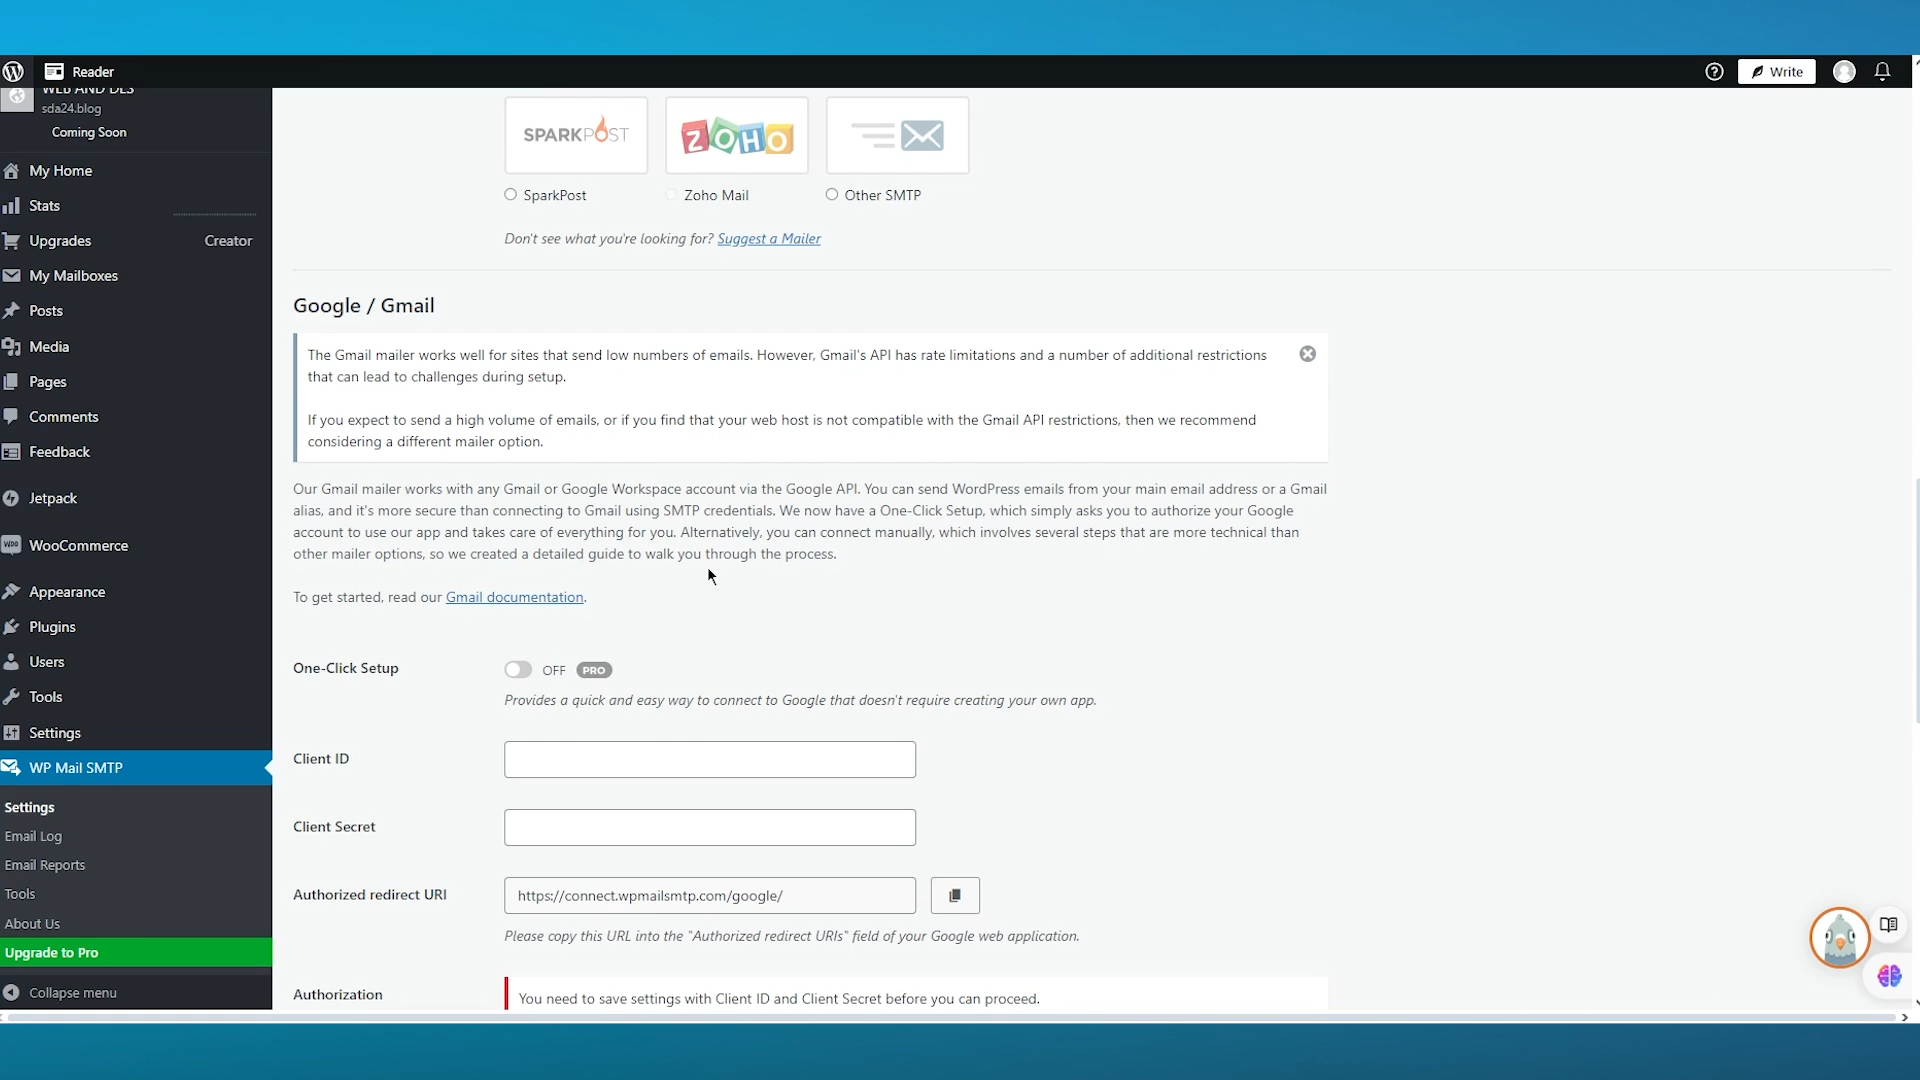 Reader
Write
WEB AND DES
sda24.blog
Coming Soon
My Home
Stats
Upgrades Creator
My Mailboxes
Posts
Media
Pages
Comments
Feedback
Jetpack
WooCommerce
Appearance
Plugins
Users
Tools
Settings
WP Mail SMTP
Settings
Email Log
Email Reports
Tools
About Us
Upgrade to Pro
Collapse menu
SPARKPOST
ZOHO
SparkPost
Zoho Mail
Other SMTP
Don't see what you're looking for? Suggest a Mailer
Google / Gmail
The Gmail mailer works well for sites that send low numbers of emails. However, Gmail's API has rate limitations and a number of additional restrictions
that can lead to challenges during setup.
If you expect to send a high volume of emails, or if you find that your web host is not compatible with the Gmail API restrictions, then we recommend
considering a different mailer option.
Our Gmail mailer works with any Gmail or Google Workspace account via the Google API. You can send WordPress emails from your main email address or a Gmail
alias, and it's more secure than connecting to Gmail using SMTP credentials. We now have a One-Click Setup, which simply asks you to authorize your Google
account to use our app and takes care of everything for you. Alternatively, you can connect manually, which involves several steps that are more technical than
other mailer options, so we created a detailed guide to walk you through the process.
To get started, read our Gmail documentation.
One-Click Setup
OFF PRO
Provides a quick and easy way to connect to Google that doesn't require creating your own app.
Client ID
Client Secret
Authorized redirect URI
https://connect.wpmailsmtp.com/google/
Please copy this URL into the "Authorized redirect URIs" field of your Google web application.
Authorization
You need to save settings with Client ID and Client Secret before you can proceed.